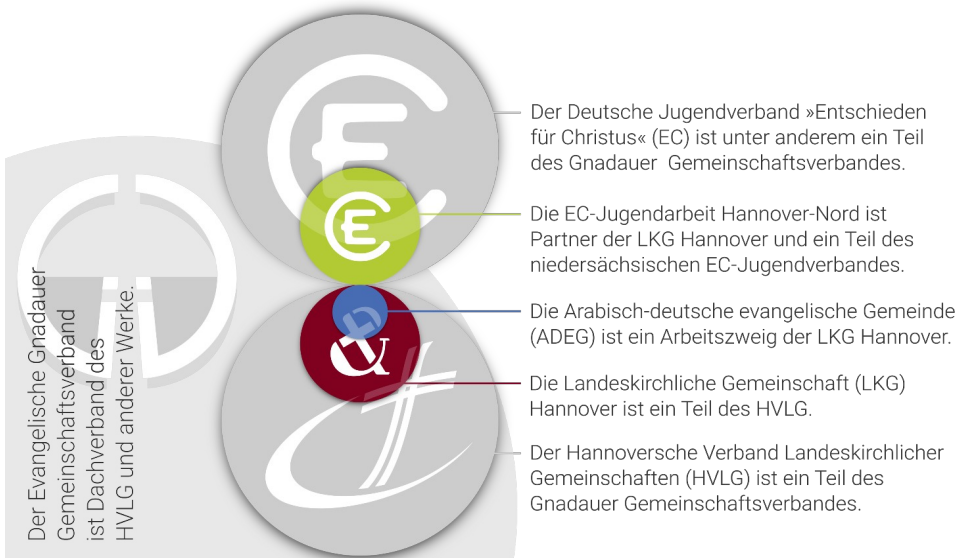 Der Deutsche Jugendverband »Entschieden
für Christus« (EC) ist unter anderem ein Teil
des Gnadauer Gemeinschaftsverbandes.
Die EC-Jugendarbeit Hannover-Nord ist
Partner der LKG Hannover und ein Teil des
niedersächsischen EC-Jugendverbandes.
Die Arabisch-deutsche evangelische Gemeinde
(ADEG) ist ein Arbeitszweig der LKG Hannover.
Die Landeskirchliche Gemeinschaft (LKG)
Hannover ist ein Teil des HVLG.
Der Hannoversche Verband Landeskirchlicher
Gemeinschaften (HVLG) ist ein Teil des
Gnadauer Gemeinschaftsverbandes.
Der Evangelische Gnadauer
Gemeinschaftsverband
ist Dachverband des
HVLG und anderer Werke.